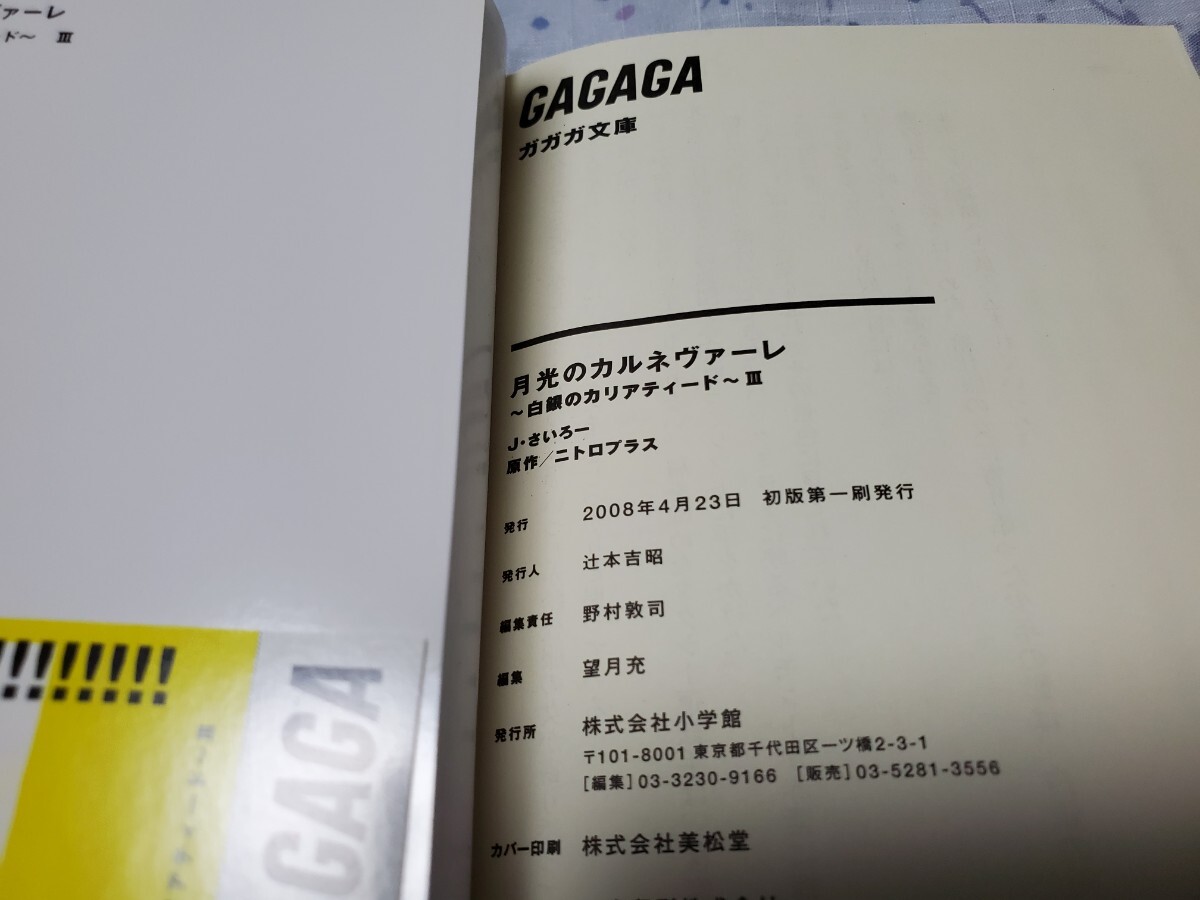 ヴァーレ
ード～ Ⅲ
!!!!!!!!
GAGAGA
GAGAGA
ガガガ文庫
月光のカルネヴァーレ
～白銀のカリアティード～Ⅲ
J・さいろー
原作／ニトロプラス
発行 2008年4月23日 初版第一刷発行
発行人 辻本吉昭
編集責任 野村敦司
編集 望月充
発行所 株式会社小学館
〒101-8001 東京都千代田区一ツ橋2-3-1
[編集]03-3230-9166 [販売]03-5281-3556
カバー印刷 株式会社美松堂